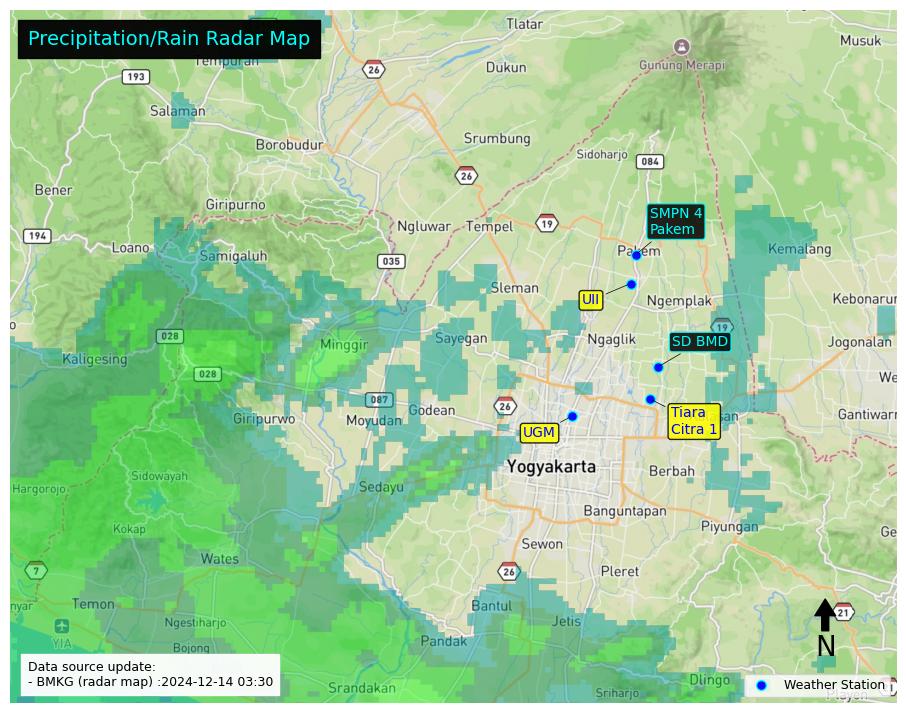 Precipitation/Rain Radar Map
Tlatar
Musuk
Tempuran
26
Dukun
Gunung Merapi
193
Salaman
Borobudur
Srumbung
Sidoharjo
084
26
Bener
Giripurno
SMPN 4
Pakem
194
Loano
Samigaluh
Ngluwar
Tempel
19
Pakem
Kemalang
035
Sleman
UII
Ngemplak
Kebonarun
028
Minggir
Sayegan
Ngaglik
19
SD BMD
Jogonalan
Kaligesing
028
087
Godean
26
Giripurwo
Moyudan
UGM
Tiara
Citra 1
Gantiwarn
Yogyakarta
Berbah
Sidowayah
Hargorojo
Sedayu
Banguntapan
Kokap
Piyungan
Wates
Sewon
7
26
Pleret
Temon
Bantul
Ngestiharjo
Jetis
21
YIA
Bojong
Pandak
N
Data source update:
- BMKG (radar map) :2024-12-14 03:30
Srandakan
Sriharjo
Dlingo
Weather Station
Playen